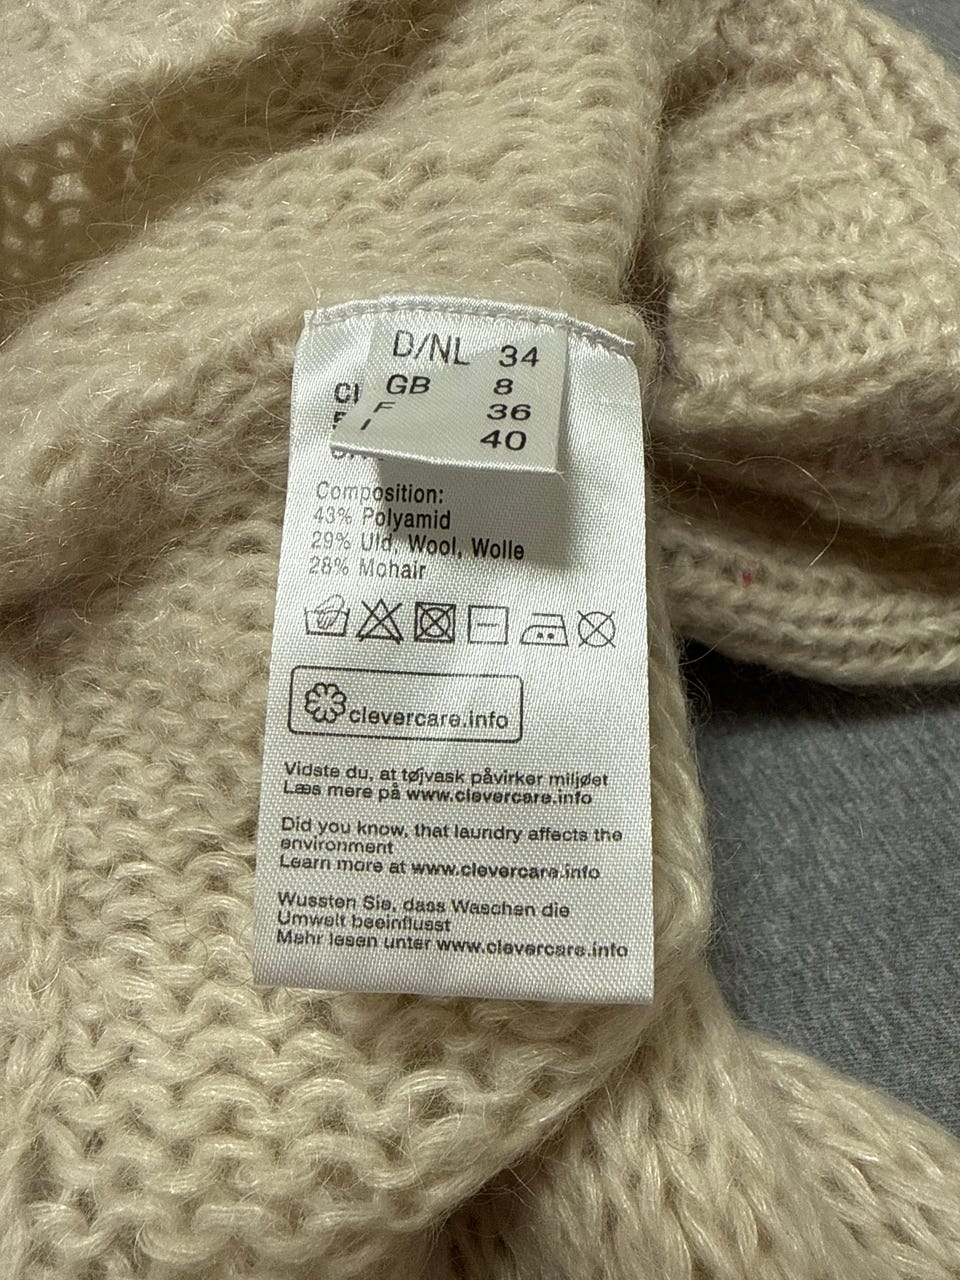 D/NL 34
GB 8
F 36
I 40
Composition:
43% Polyamid
29% Uld, Wool, Wolle
28% Mohair
clevercare.info
Vidste du, at tøjvask påvirker miljøet
Læs mere på www.clevercare.info
Did you know, that laundry affects the
environment
Learn more at www.clevercare.info
Wussten Sie, dass Waschen die
Umwelt beeinflusst
Mehr lesen unter www.clevercare.info